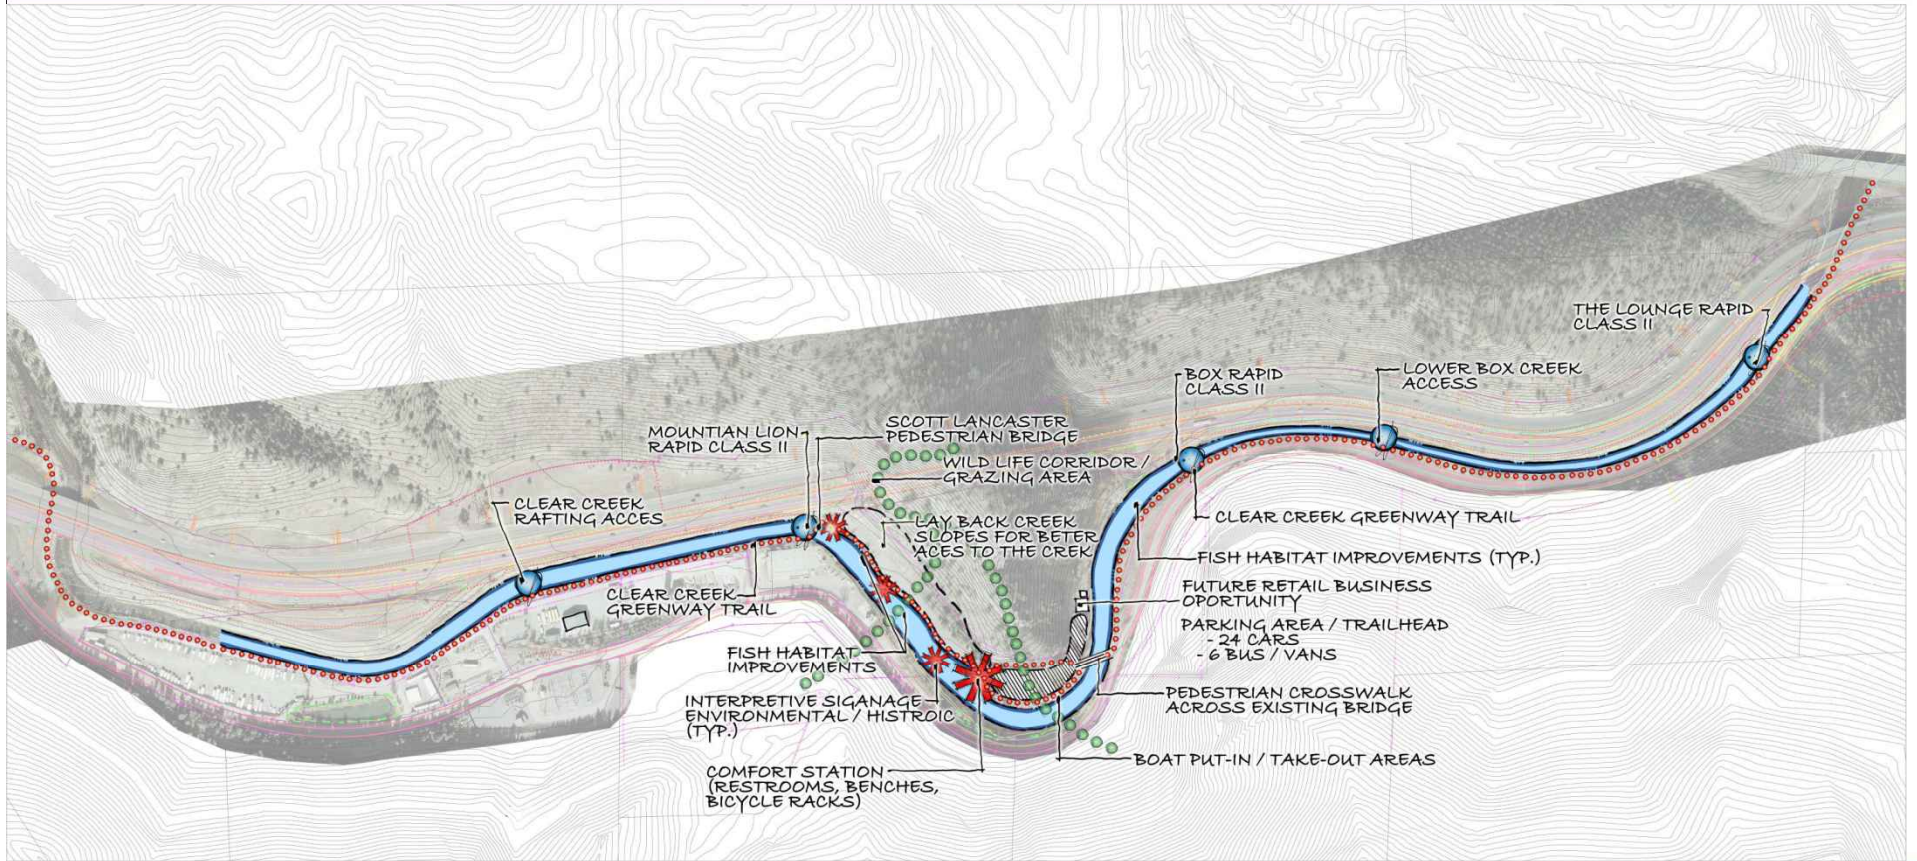 THE LOUNGE RAPID
CLASS II
BOX RAPID
CLASS II
LOWER BOX CREEK
ACCESS
MOUNTIAN LION
RAPID CLASS II
SCOTT LANCASTER
PEDESTRIAN BRIDGE
WILD LIFE CORRIDOR /
GRAZING AREA
CLEAR CREEK
RAFTING ACCES
LAY BACK CREEK
SLOPES FOR BETER
ACES TO THE CREK
CLEAR CREEK GREENWAY TRAIL
FISH HABITAT IMPROVEMENTS (TYP.)
CLEAR CREEK
GREENWAY TRAIL
FUTURE RETAIL BUSINESS
OPORTUNITY
PARKING AREA / TRAILHEAD
- 24 CARS
- 6 BUS / VANS
FISH HABITAT
IMPROVEMENTS
INTERPRETIVE SIGANAGE
ENVIRONMENTAL / HISTROIC
(TYP.)
PEDESTRIAN CROSSWALK
ACROSS EXISTING BRIDGE
BOAT PUT-IN / TAKE-OUT AREAS
COMFORT STATION
(RESTROOMS, BENCHES,
BICYCLE RACKS)